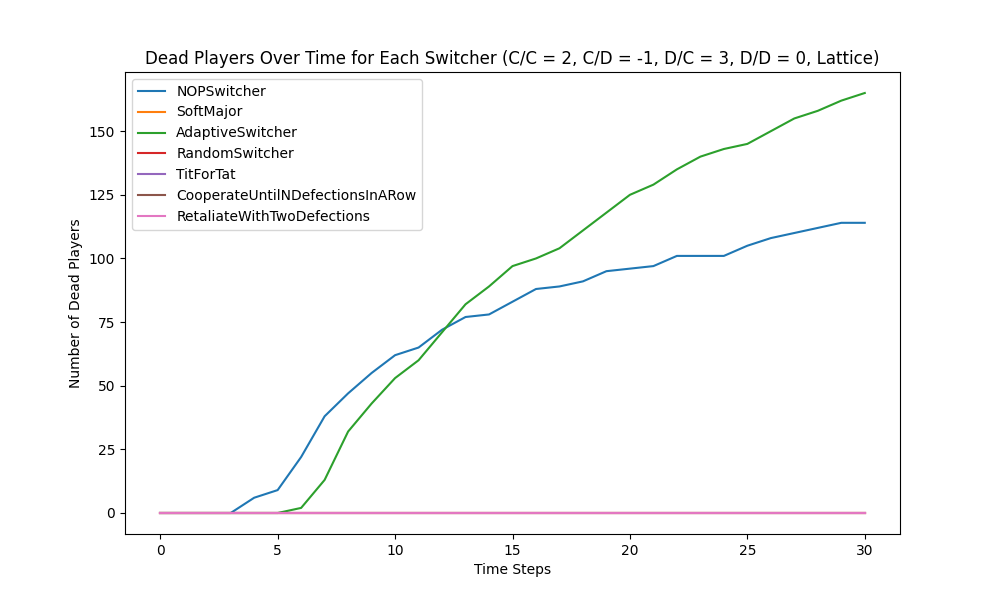 Dead Players Over Time for Each Switcher (C/C = 2, C/D = -1, D/C = 3, D/D = 0, Lattice)
NOPSwitcher
SoftMajor
AdaptiveSwitcher
RandomSwitcher
TitForTat
CooperateUntilNDefectionsInARow
RetaliateWithTwoDefections
Number of Dead Players
150
125
100
75
50
25
0
0 5 10 15 20 25 30
Time Steps